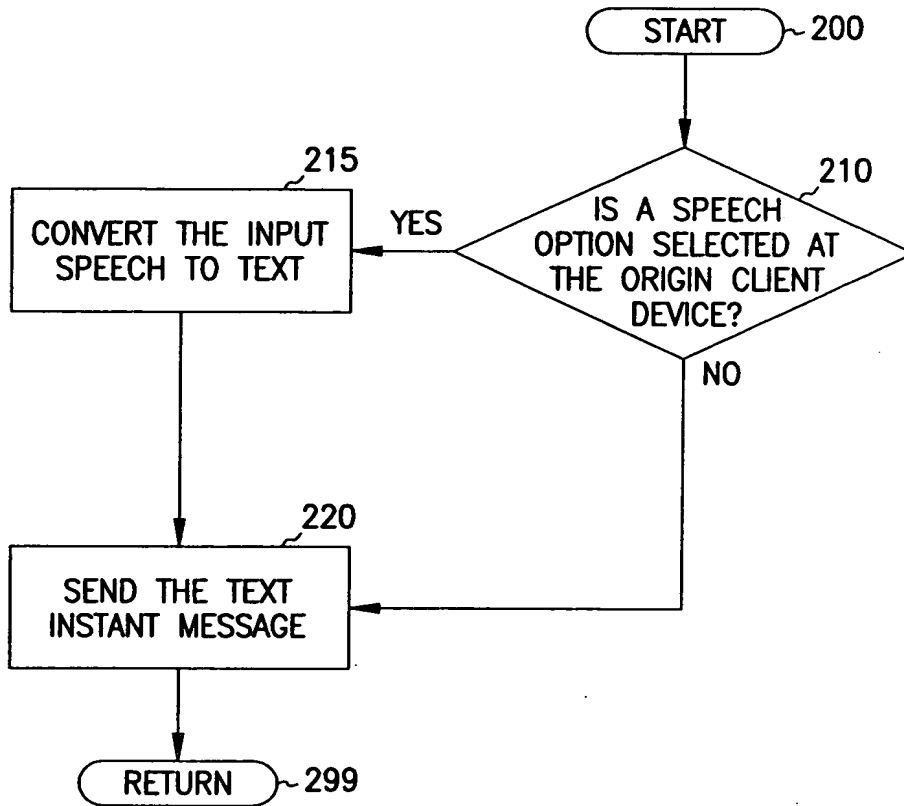 START
200
210
IS A SPEECH
OPTION SELECTED AT
THE ORIGIN CLIENT
DEVICE?
YES
NO
215
CONVERT THE INPUT
SPEECH TO TEXT
220
SEND THE TEXT
INSTANT MESSAGE
RETURN
299